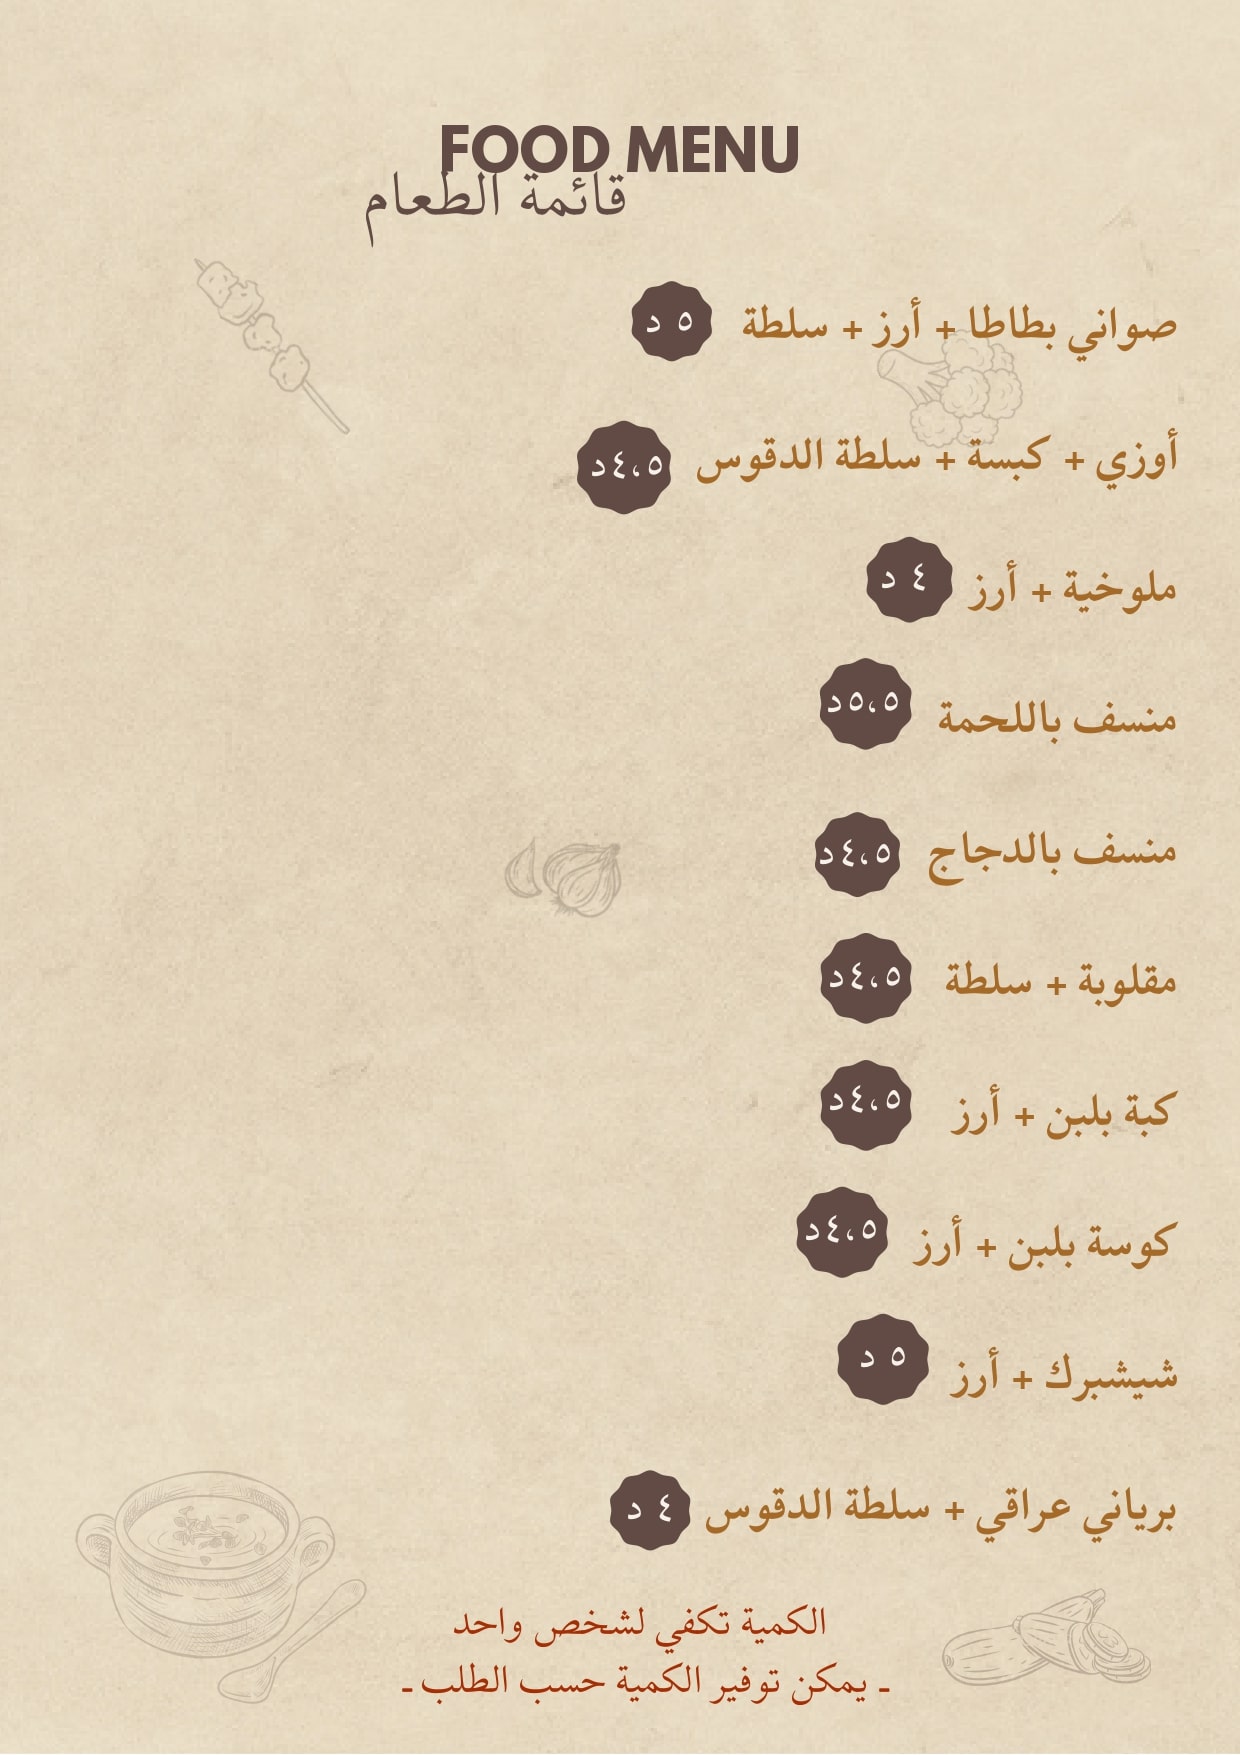 FOOD MENU
قائمة الطعام
صواني بطاطا + أرز + سلطة ٥ د
أوزي + كبسة + سلطة الدقوس ٤،٥د
ملوخية + أرز ٤ د
منسف باللحمة ٥،٥د
منسف بالدجاج ٤،٥د
مقلوبة + سلطة ٤،٥د
كبة بلبن + أرز ٤،٥د
كوسة بلبن + أرز ٤،٥د
شيشبرك + أرز ٥ د
برياني عراقي + سلطة الدقوس ٤ د
الكمية تكفي لشخص واحد
- يمكن توفير الكمية حسب الطلب -